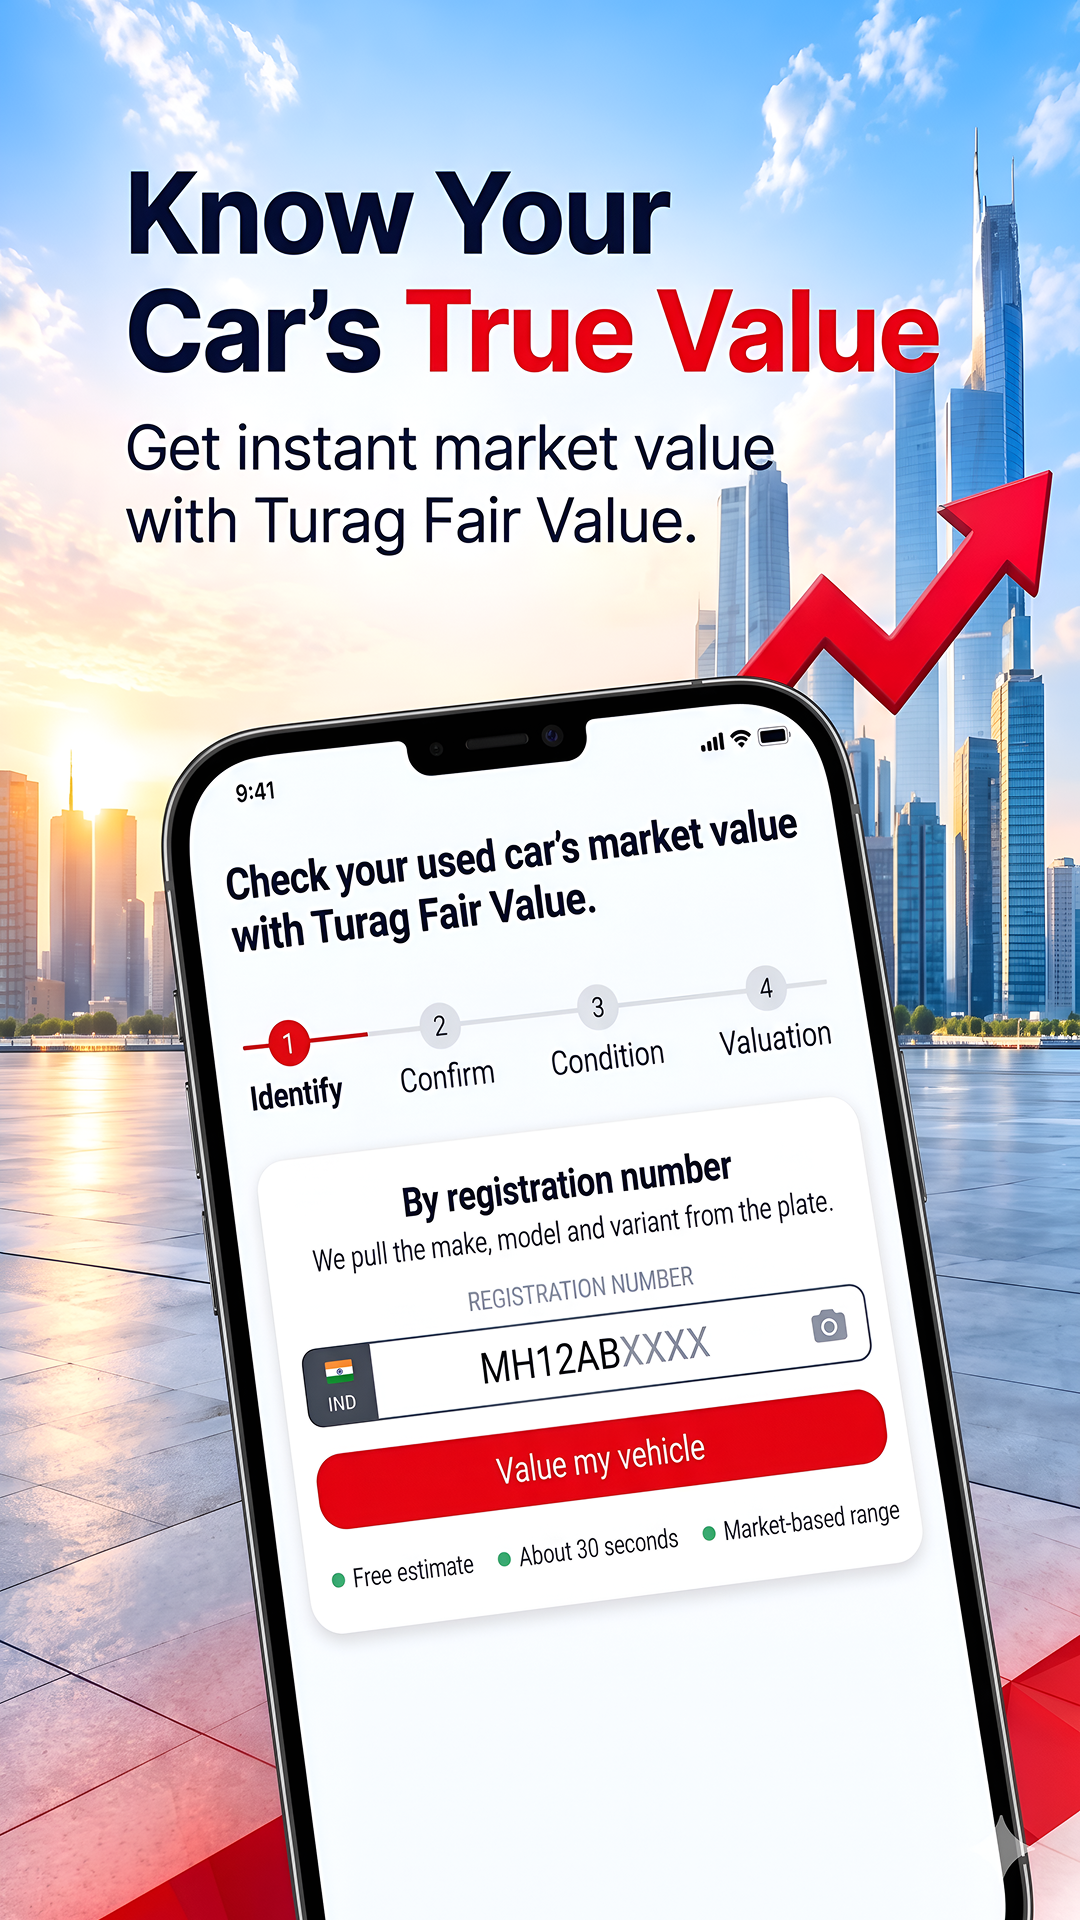 Know Your
Car’s True Value
Get instant market value
with Turag Fair Value.
9:41
Check your used car’s market value
with Turag Fair Value.
1
2
3
4
Identify
Confirm
Condition
Valuation
By registration number
We pull the make, model and variant from the plate.
REGISTRATION NUMBER
IND
MH12ABXXXX
Value my vehicle
Free estimate
About 30 seconds
Market-based range